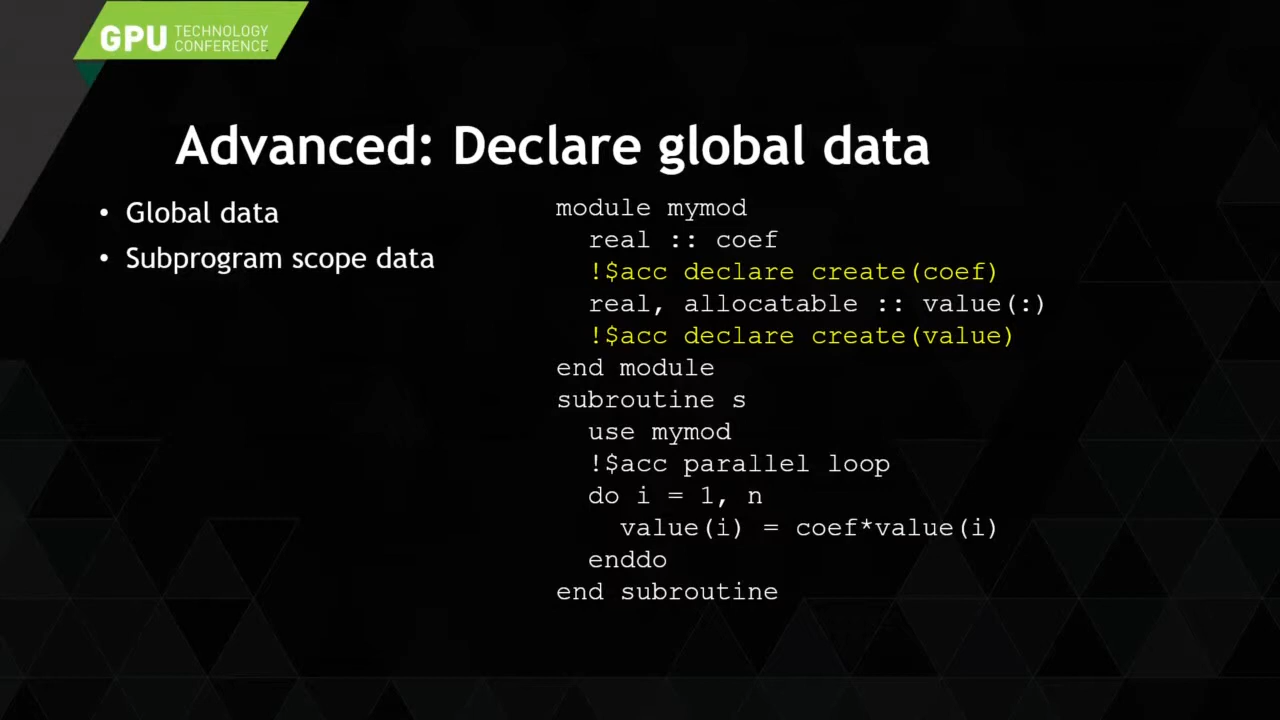 GPU TECHNOLOGY
CONFERENCE
Advanced: Declare global data
• Global data
• Subprogram scope data
module mymod
  real :: coef
  !$acc declare create(coef)
  real, allocatable :: value(:)
  !$acc declare create(value)
end module
subroutine s
  use mymod
  !$acc parallel loop
  do i = 1, n
    value(i) = coef*value(i)
  enddo
end subroutine